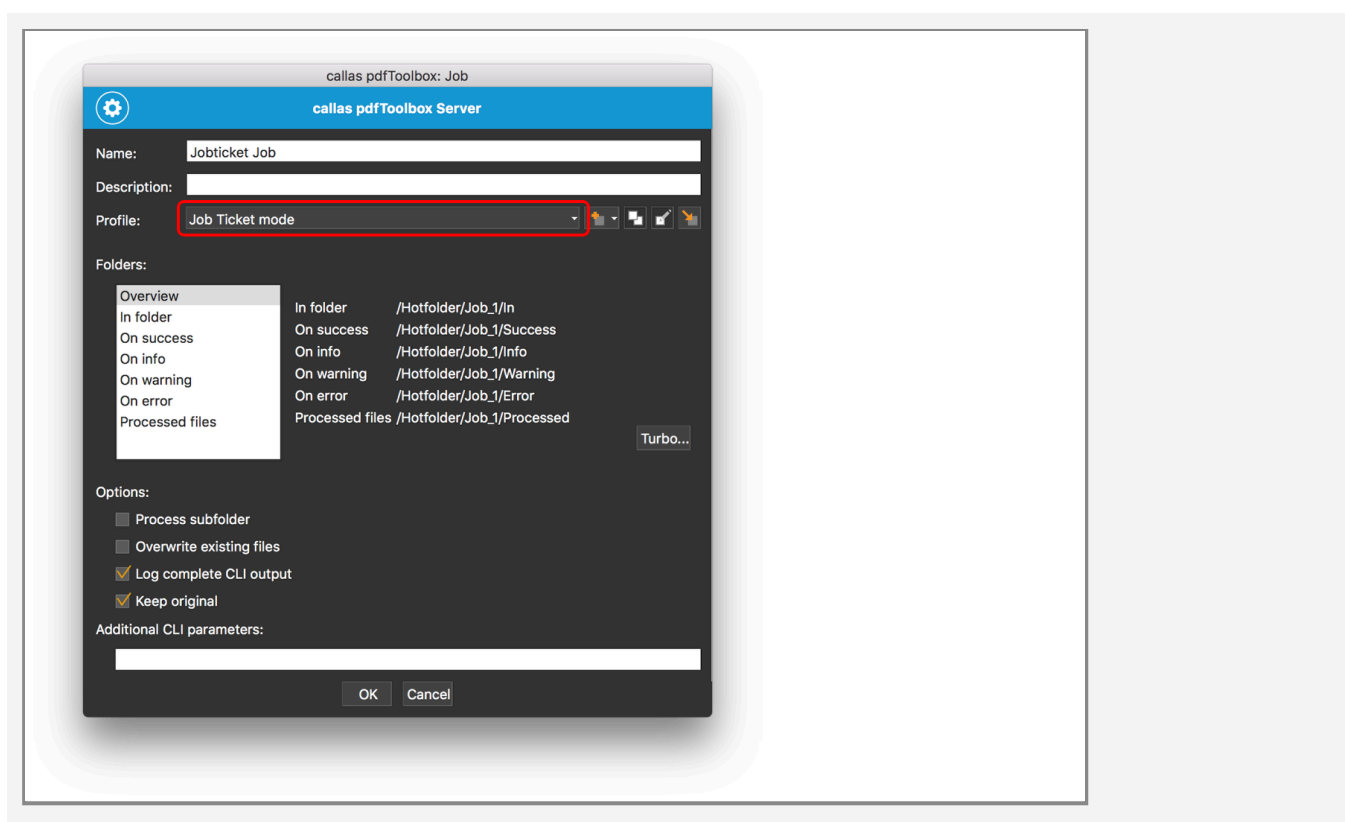 callas pdfToolbox: Job
callas pdfToolbox Server
Name: Jobticket Job
Description:
Profile: Job Ticket mode
Folders:
Overview
In folder
On success
On info
On warning
On error
Processed files
In folder /Hotfolder/Job_1/In
On success /Hotfolder/Job_1/Success
On info /Hotfolder/Job_1/Info
On warning /Hotfolder/Job_1/Warning
On error /Hotfolder/Job_1/Error
Processed files /Hotfolder/Job_1/Processed
Turbo...
Options:
Process subfolder
Overwrite existing files
Log complete CLI output
Keep original
Additional CLI parameters:
OK Cancel